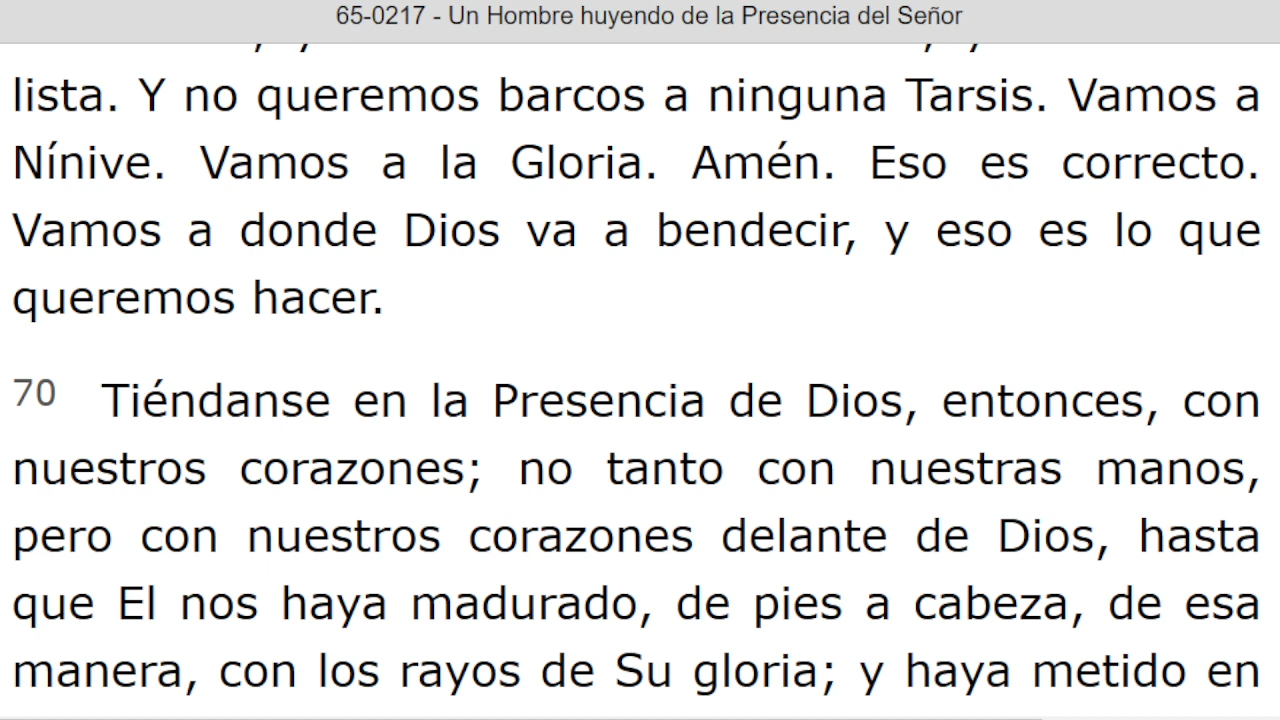 65-0217 - Un Hombre huyendo de la Presencia del Señor
lista. Y no queremos barcos a ninguna Tarsis. Vamos a
Nínive. Vamos a la Gloria. Amén. Eso es correcto.
Vamos a donde Dios va a bendecir, y eso es lo que
queremos hacer.
70 Tiéndanse en la Presencia de Dios, entonces, con
nuestros corazones; no tanto con nuestras manos,
pero con nuestros corazones delante de Dios, hasta
que El nos haya madurado, de pies a cabeza, de esa
manera, con los rayos de Su gloria; y haya metido en